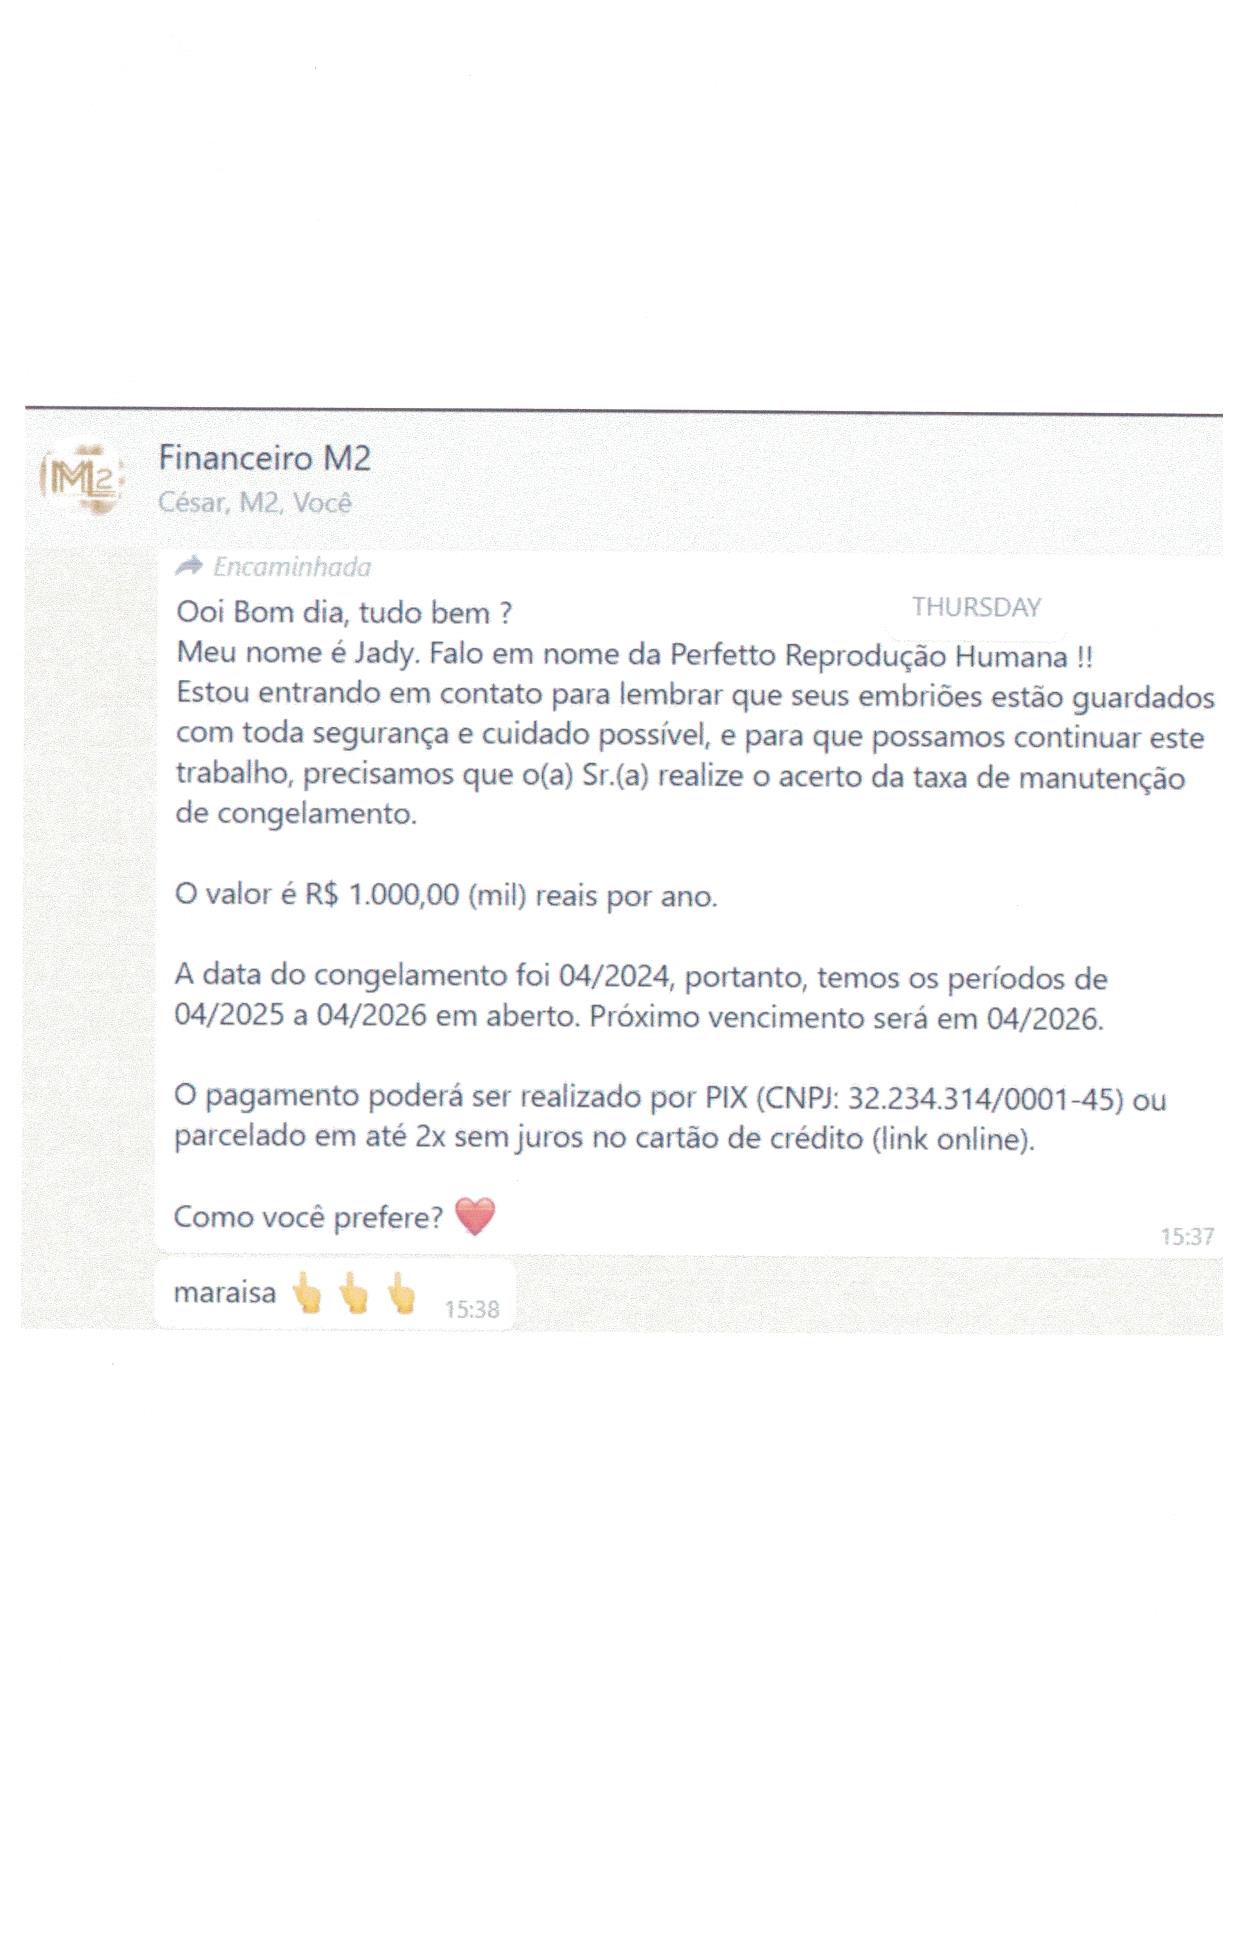 M2
Financeiro M2
César, M2, Você
Encaminhada
THURSDAY
Ooi Bom dia, tudo bem ?
Meu nome é Jady. Falo em nome da Perfetto Reprodução Humana !!
Estou entrando em contato para lembrar que seus embriões estão guardados
com toda segurança e cuidado possível, e para que possamos continuar este
trabalho, precisamos que o(a) Sr.(a) realize o acerto da taxa de manutenção
de congelamento.
O valor é R$ 1.000,00 (mil) reais por ano.
A data do congelamento foi 04/2024, portanto, temos os períodos de
04/2025 a 04/2026 em aberto. Próximo vencimento será em 04/2026.
O pagamento poderá ser realizado por PIX (CNPJ: 32.234.314/0001-45) ou
parcelado em até 2x sem juros no cartão de crédito (link online).
Como você prefere? ❤️
15:37
maraisa 👆 👆 👆 15:38